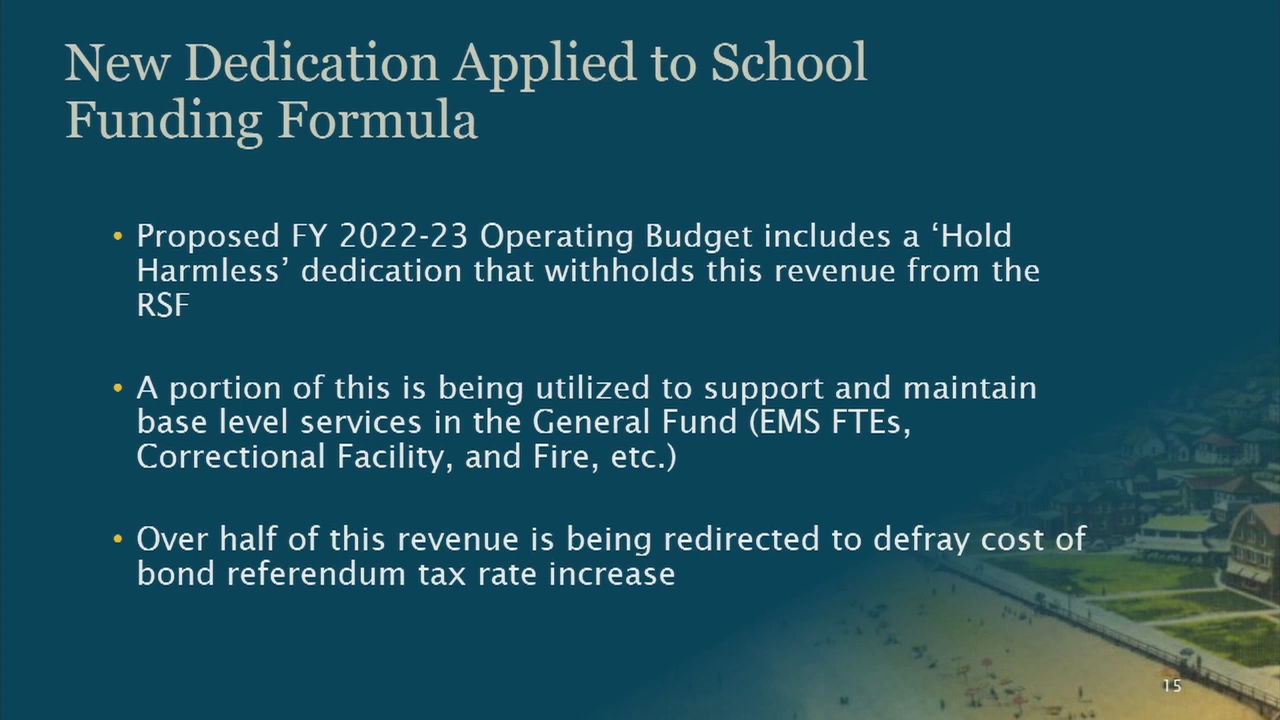 New Dedication Applied to School
Funding Formula
• Proposed FY 2022-23 Operating Budget includes a ‘Hold
Harmless’ dedication that withholds this revenue from the
RSF
• A portion of this is being utilized to support and maintain
base level services in the General Fund (EMS FTEs,
Correctional Facility, and Fire, etc.)
• Over half of this revenue is being redirected to defray cost of
bond referendum tax rate increase
15